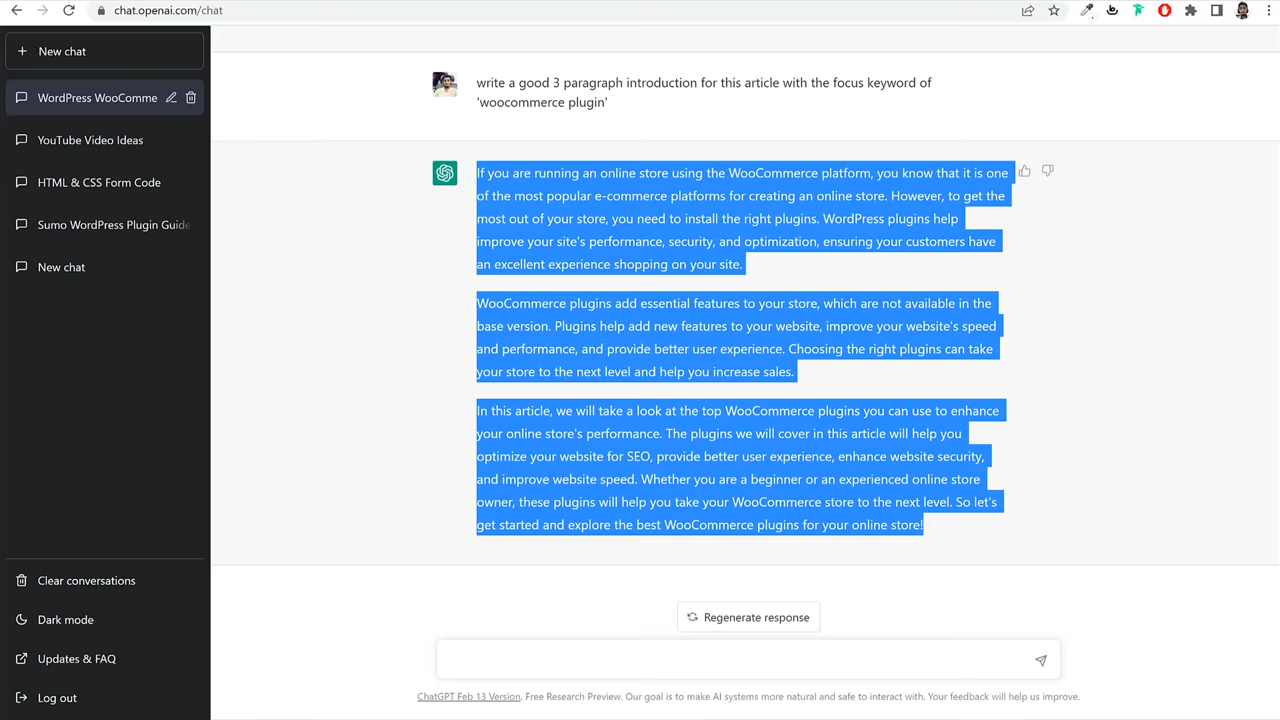 chat.openai.com/chat
New chat
WordPress WooComme
YouTube Video Ideas
HTML & CSS Form Code
Sumo WordPress Plugin Guide
New chat
write a good 3 paragraph introduction for this article with the focus keyword of
'woocommerce plugin'
If you are running an online store using the WooCommerce platform, you know that it is one
of the most popular e-commerce platforms for creating an online store. However, to get the
most out of your store, you need to install the right plugins. WordPress plugins help
improve your site's performance, security, and optimization, ensuring your customers have
an excellent experience shopping on your site.
WooCommerce plugins add essential features to your store, which are not available in the
base version. Plugins help add new features to your website, improve your website's speed
and performance, and provide better user experience. Choosing the right plugins can take
your store to the next level and help you increase sales.
In this article, we will take a look at the top WooCommerce plugins you can use to enhance
your online store's performance. The plugins we will cover in this article will help you
optimize your website for SEO, provide better user experience, enhance website security,
and improve website speed. Whether you are a beginner or an experienced online store
owner, these plugins will help you take your WooCommerce store to the next level. So let's
get started and explore the best WooCommerce plugins for your online store!
Clear conversations
Dark mode
Updates & FAQ
Log out
Regenerate response
ChatGPT Feb 13 Version. Free Research Preview. Our goal is to make AI systems more natural and safe to interact with. Your feedback will help us improve.